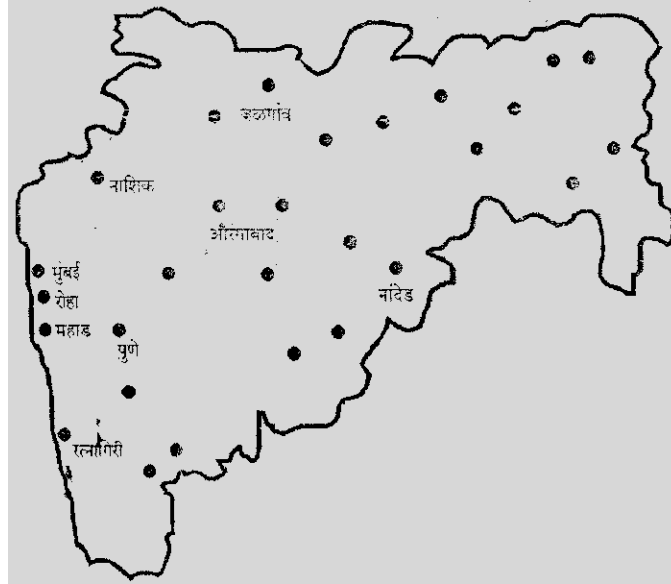 जळगांव
नाशिक
औरंगाबाद
मुंबई
नांदेड
रोहा
महाड
पुणे
रत्नागिरी